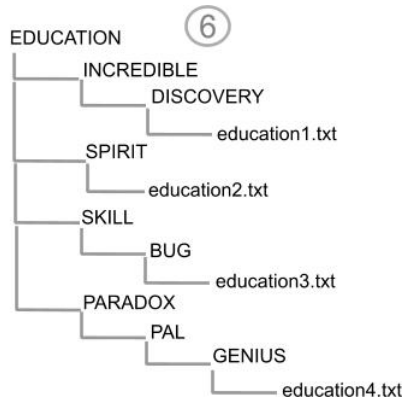 6
EDUCATION
INCREDIBLE
DISCOVERY
education1.txt
SPIRIT
education2.txt
SKILL
BUG
education3.txt
PARADOX
PAL
GENIUS
education4.txt